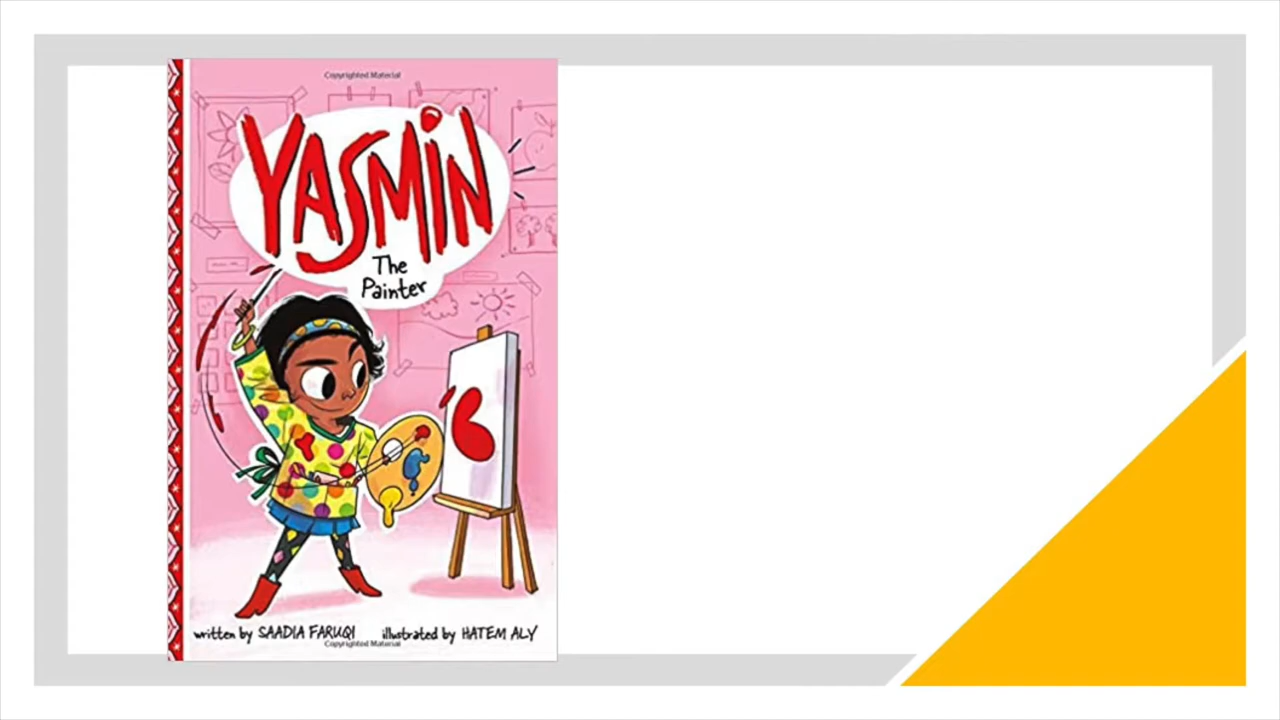 Copyrighted Material
YASMIN
The
Painter
written by SAADIA FARUQI illustrated by HATEM ALY
Copyrighted Material